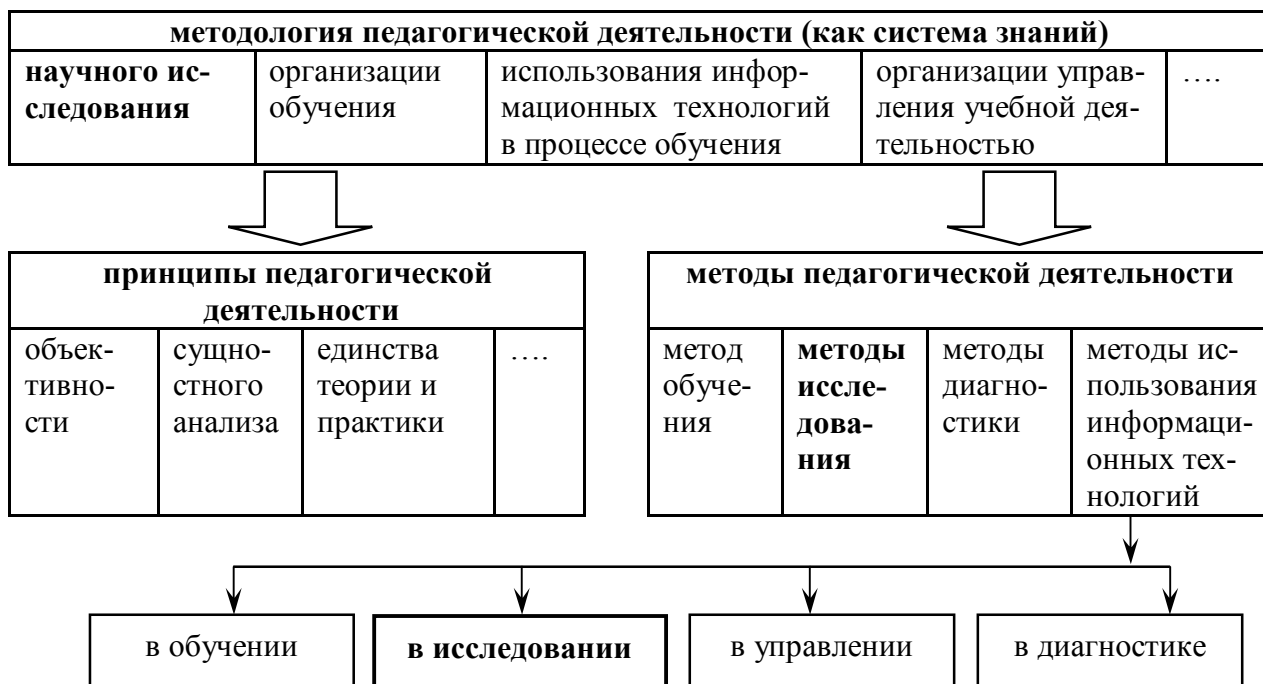 методология педагогической деятельности (как система знаний)
научного ис-
следования
организации
обучения
использования инфор-
мационных технологий
в процессе обучения
организации управ-
ления учебной дея-
тельностью
….
принципы педагогической
деятельности
объек-
тивно-
сти
сущно-
стного
анализа
единства
теории и
практики
….
методы педагогической деятельности
метод
обуче-
ния
методы
иссле-
дова-
ния
методы
диагно-
стики
методы ис-
пользования
информаци-
онных тех-
нологий
в обучении
в исследовании
в управлении
в диагностике